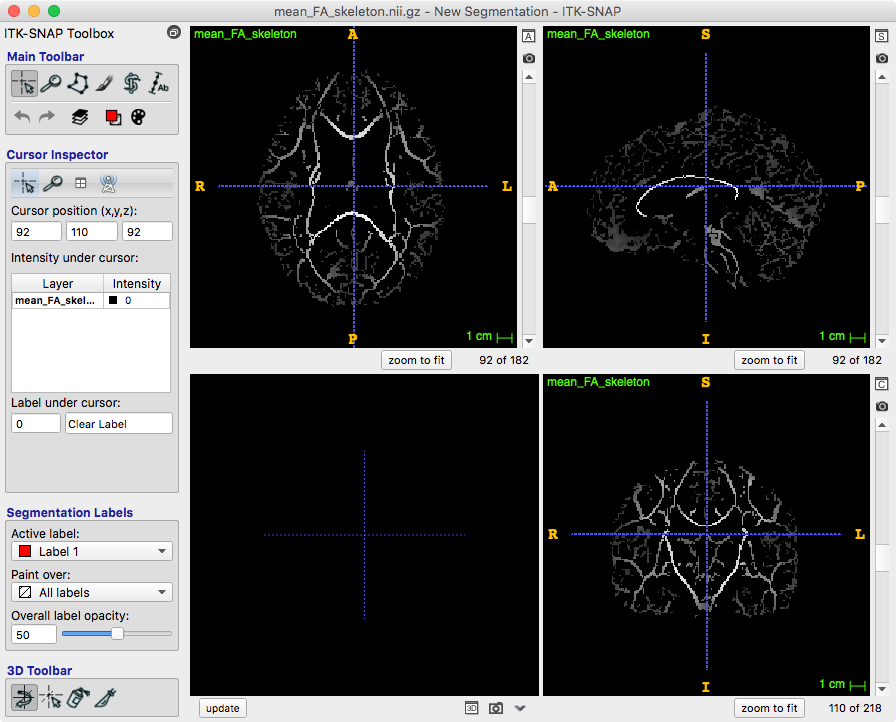 mean_FA_skeleton.nii.gz - New Segmentation - ITK-SNAP
ITK-SNAP Toolbox
Main Toolbar
Ab
Cursor Inspector
Cursor position (x,y,z):
92 110 92
Intensity under cursor:
Layer Intensity
mean_FA_skel... 0
Label under cursor:
0 Clear Label
Segmentation Labels
Active label:
Label 1
Paint over:
All labels
Overall label opacity:
50
3D Toolbar
mean_FA_skeleton
A
R
L
P
1 cm
A
zoom to fit
92 of 182
mean_FA_skeleton
S
A
P
I
1 cm
S
zoom to fit
92 of 182
update
3D
mean_FA_skeleton
S
R
L
I
1 cm
C
zoom to fit
110 of 218